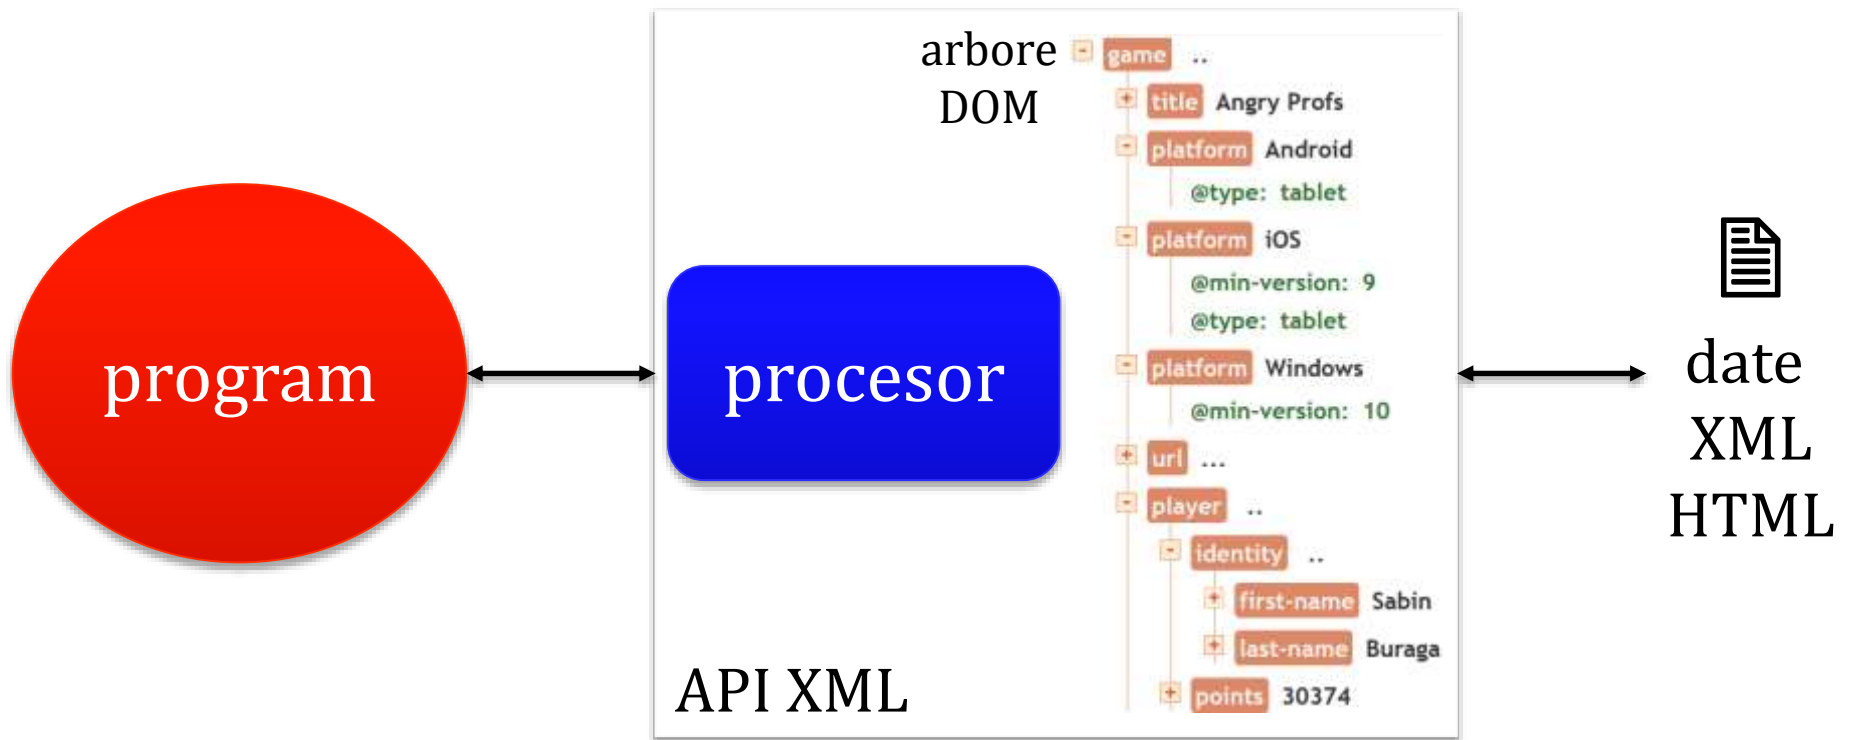 program
procesor
API XML
arbore
DOM
- game ..
+ title Angry Profs
- platform Android
@type: tablet
- platform iOS
@min-version: 9
@type: tablet
- platform Windows
@min-version: 10
+ url ...
- player ..
- identity ..
+ first-name Sabin
+ last-name Buraga
+ points 30374
date
XML
HTML